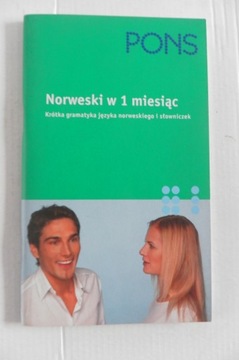 PONS
Norweski w 1 miesiąc
Krótka gramatyka języka norweskiego i słowniczek